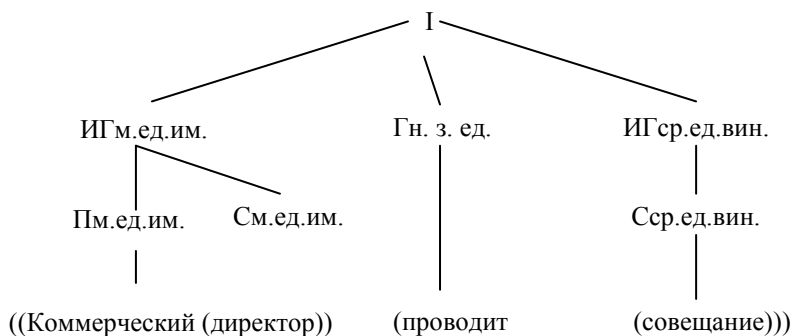 I
ИГм.ед.им. Гн. з. ед. ИГср.ед.вин.
Пм.ед.им. См.ед.им. Сср.ед.вин.
((Коммерческий (директор)) (проводит (совещание)))